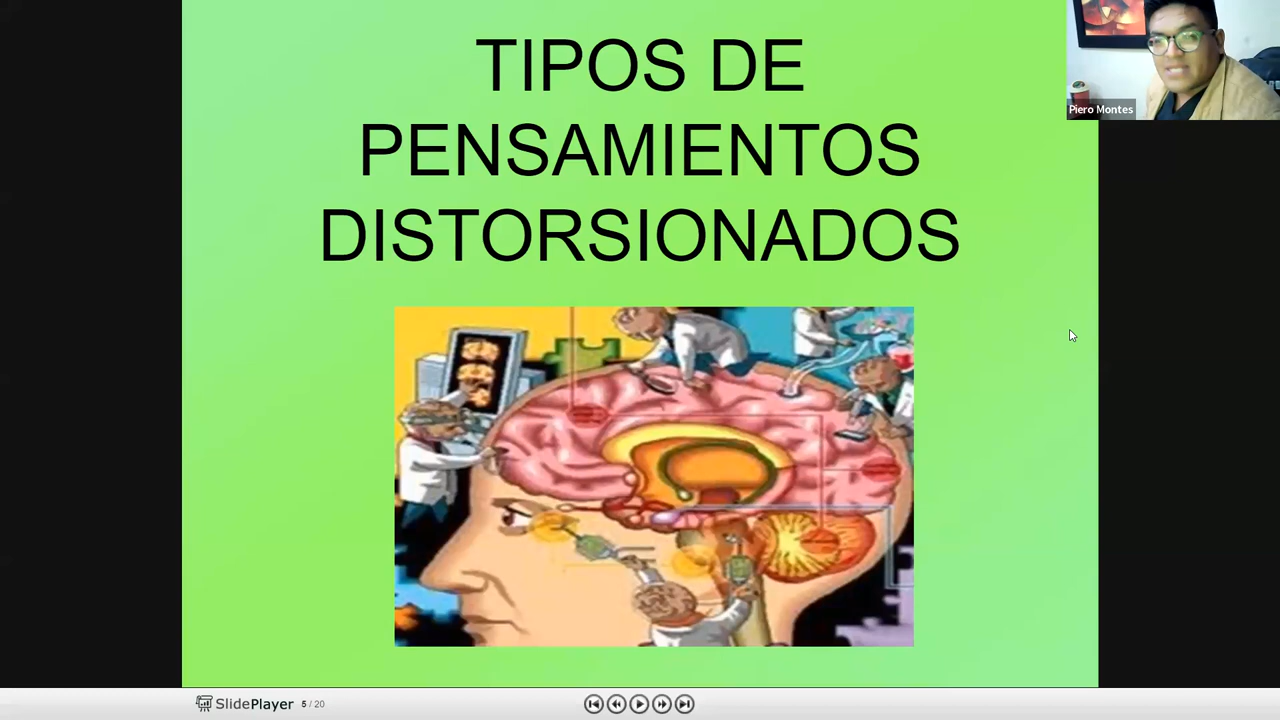 TIPOS DE
PENSAMIENTOS
DISTORSIONADOS
Piero Montes
SlidePlayer 5 / 20